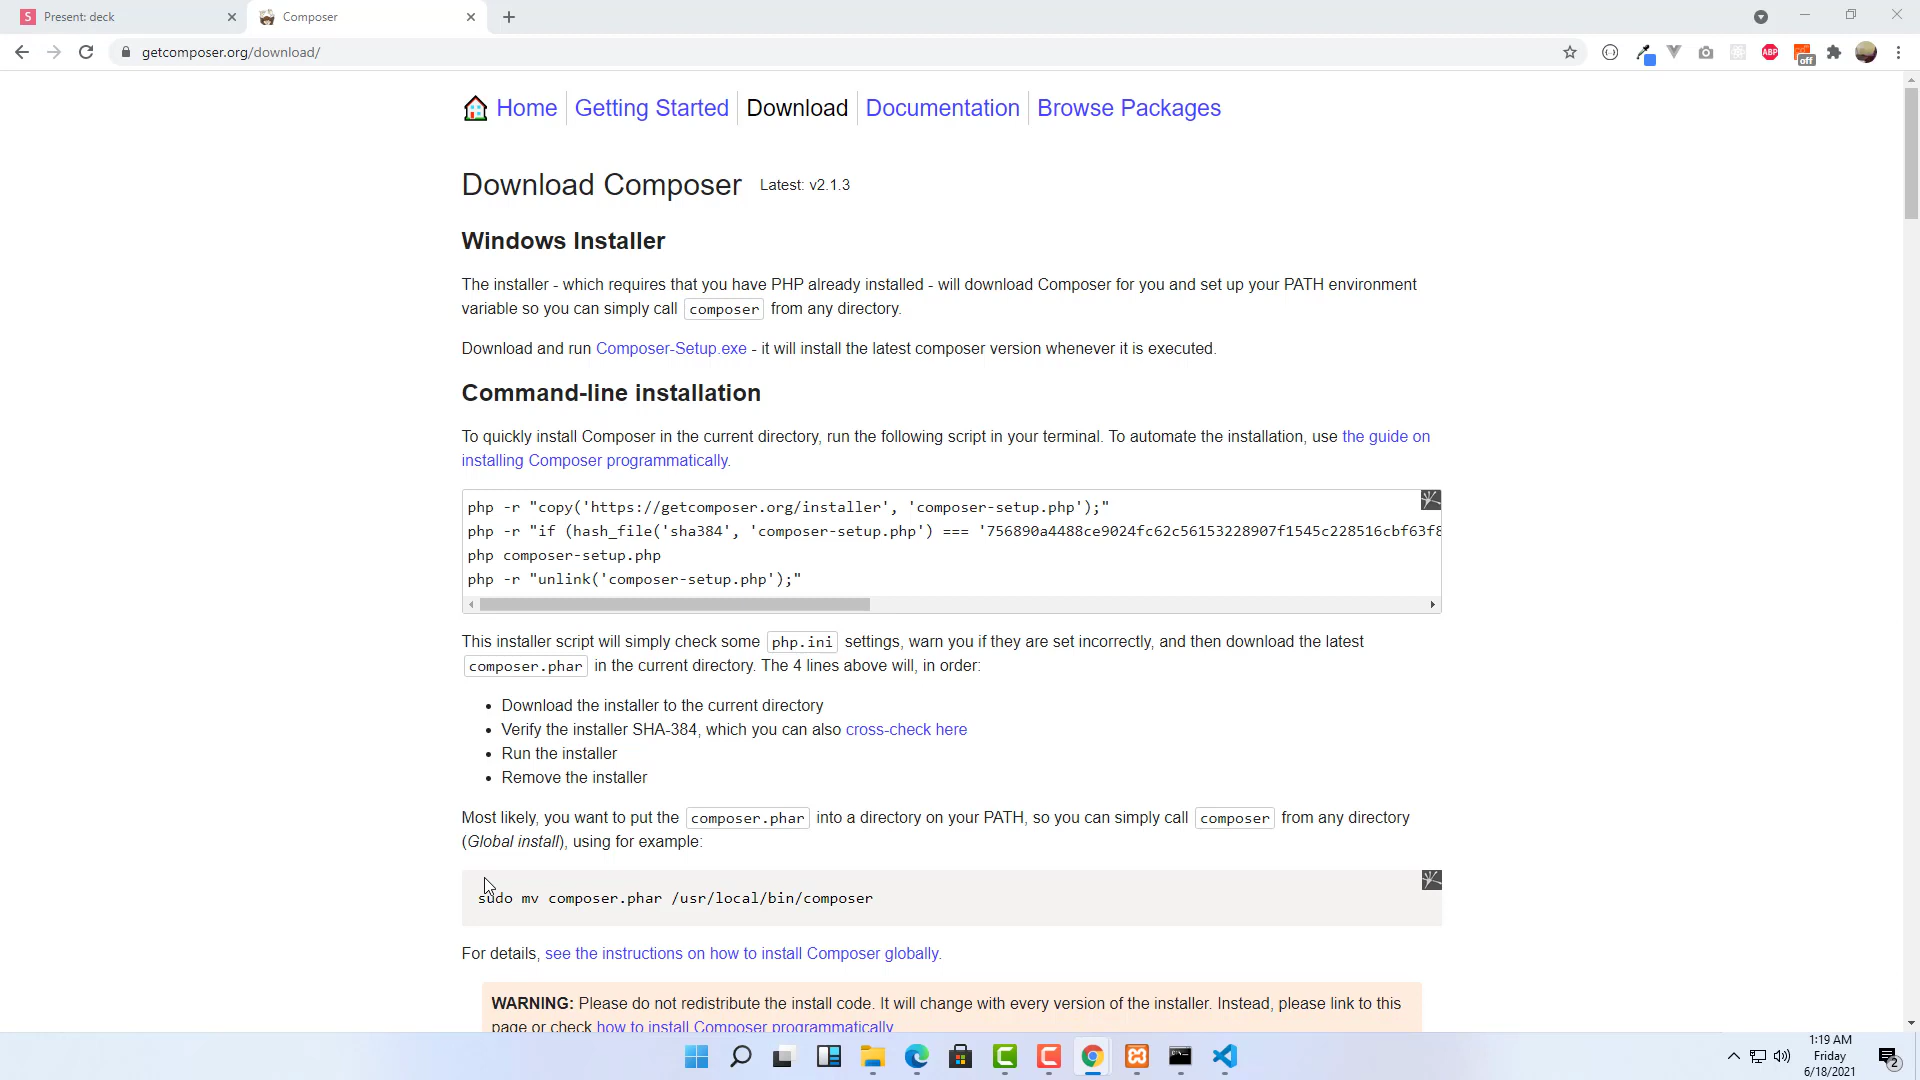 S Present: deck
Composer
getcomposer.org/download/
ABP
off
Home Getting Started Download Documentation Browse Packages
Download Composer Latest: v2.1.3
Windows Installer
The installer - which requires that you have PHP already installed - will download Composer for you and set up your PATH environment
variable so you can simply call composer from any directory.
Download and run Composer-Setup.exe - it will install the latest composer version whenever it is executed.
Command-line installation
To quickly install Composer in the current directory, run the following script in your terminal. To automate the installation, use the guide on
installing Composer programmatically.
php -r "copy('https://getcomposer.org/installer', 'composer-setup.php');"
php -r "if (hash_file('sha384', 'composer-setup.php') === '756890a4488ce9024fc62c56153228907f1545c228516cbf63f8
php composer-setup.php
php -r "unlink('composer-setup.php');"
This installer script will simply check some php.ini settings, warn you if they are set incorrectly, and then download the latest
composer.phar in the current directory. The 4 lines above will, in order:
• Download the installer to the current directory
• Verify the installer SHA-384, which you can also cross-check here
• Run the installer
• Remove the installer
Most likely, you want to put the composer.phar into a directory on your PATH, so you can simply call composer from any directory
(Global install), using for example:
sudo mv composer.phar /usr/local/bin/composer
For details, see the instructions on how to install Composer globally.
WARNING: Please do not redistribute the install code. It will change with every version of the installer. Instead, please link to this
page or check how to install Composer programmatically
1:19 AM
Friday
6/18/2021
2